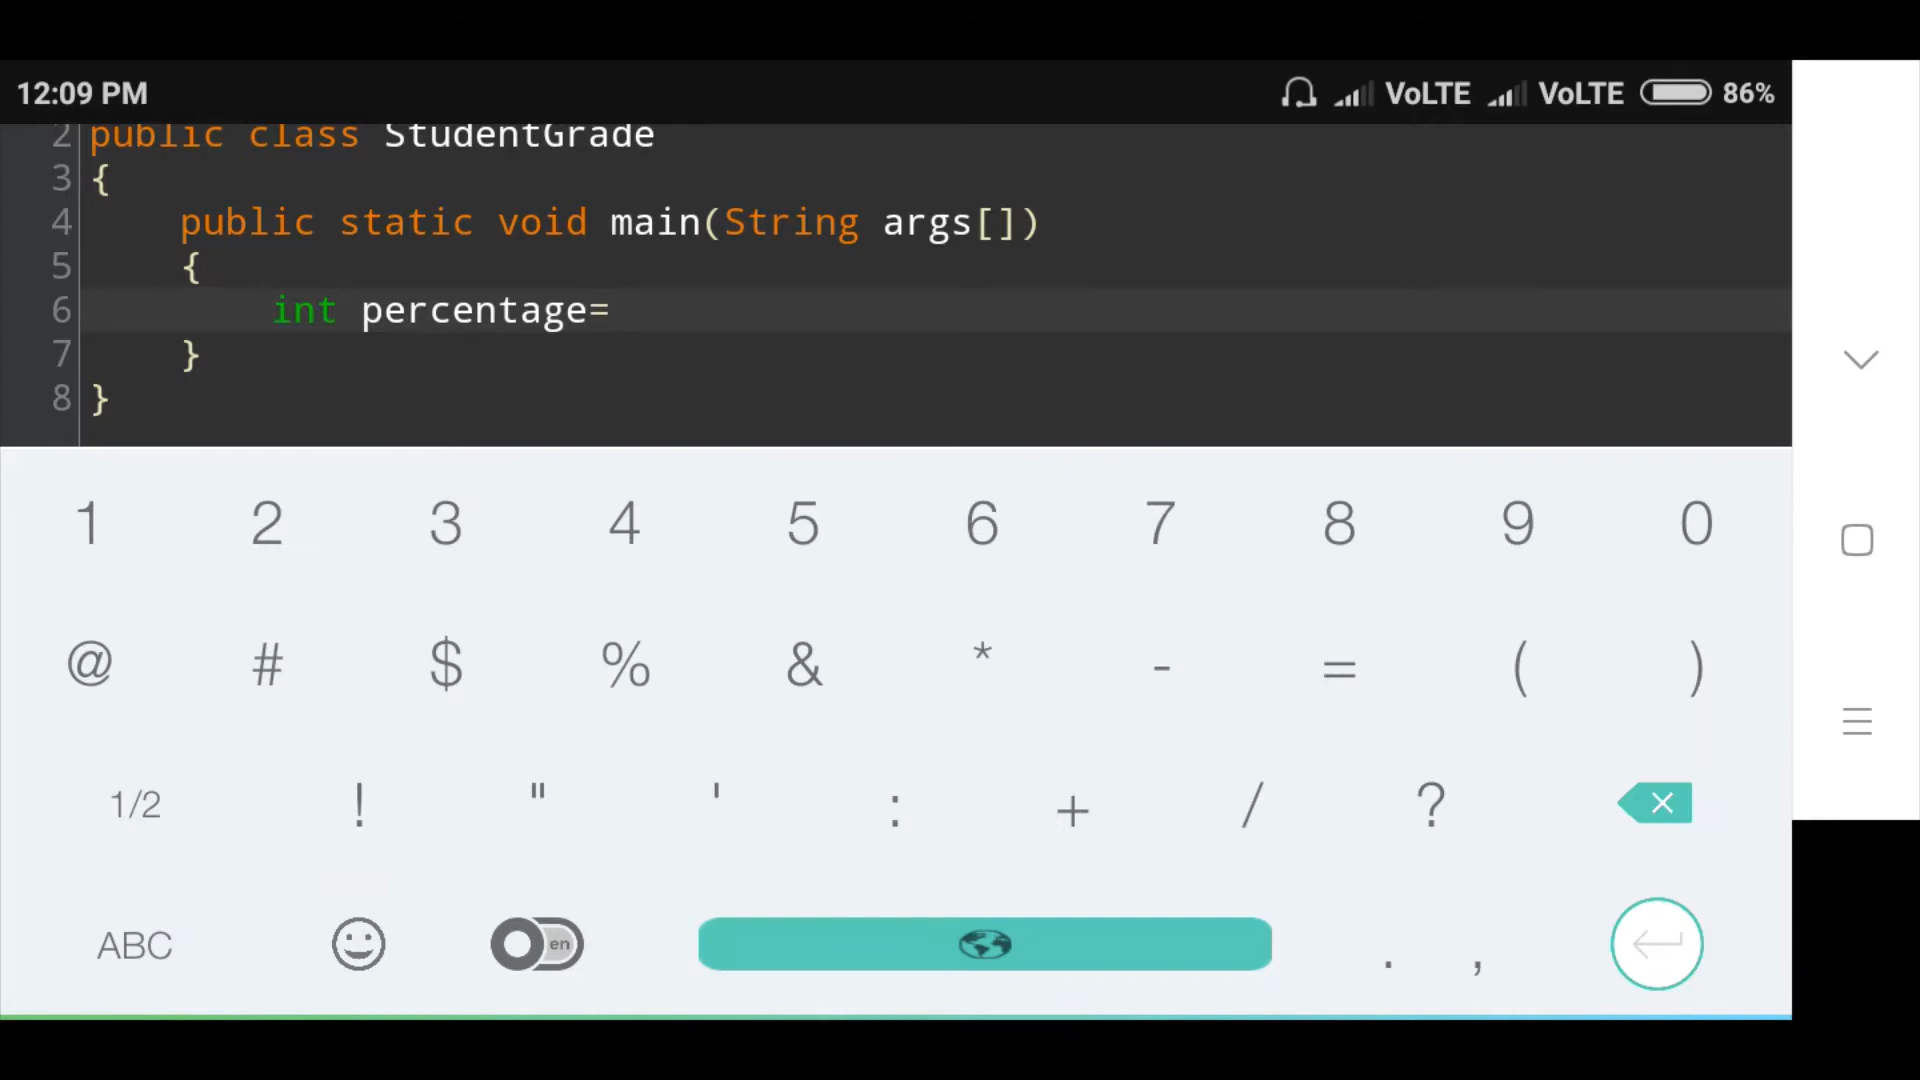 12:09 PM VoLTE VoLTE 86%
2 public class StudentGrade
3 {
4 public static void main(String args[])
5 {
6 int percentage=
7 }
8 }
1 2 3 4 5 6 7 8 9 0
@ # $ % & * - = ( )
1/2 ! " ' : + / ?
ABC en . ,